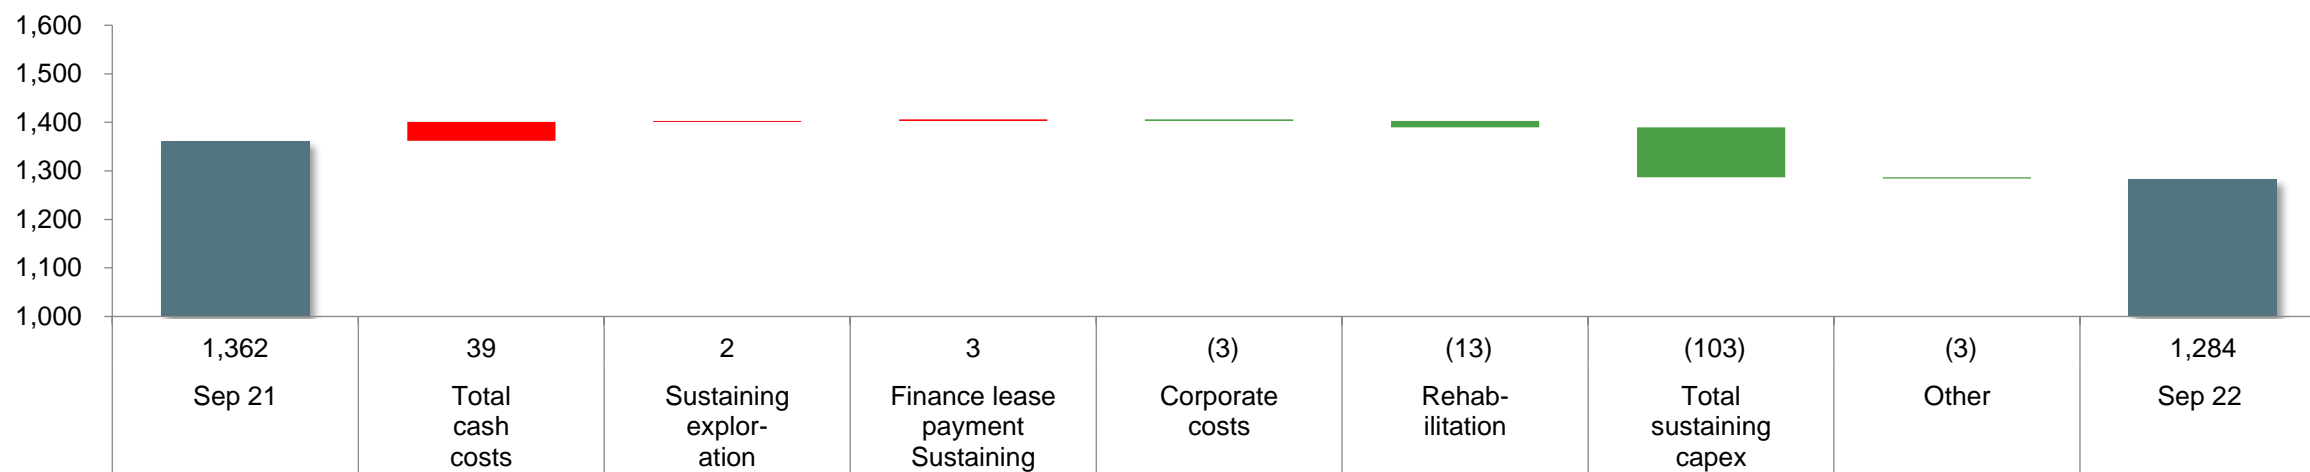 1,600
1,500
1,400
1,300
1,200
1,100
1,000
1,362 39 2 3 (3) (13) (103) (3) 1,284
Sep 21 Total Sustaining Finance lease Corporate Rehab- Total Other Sep 22
cash explor- payment costs ilitation sustaining
costs ation Sustaining capex